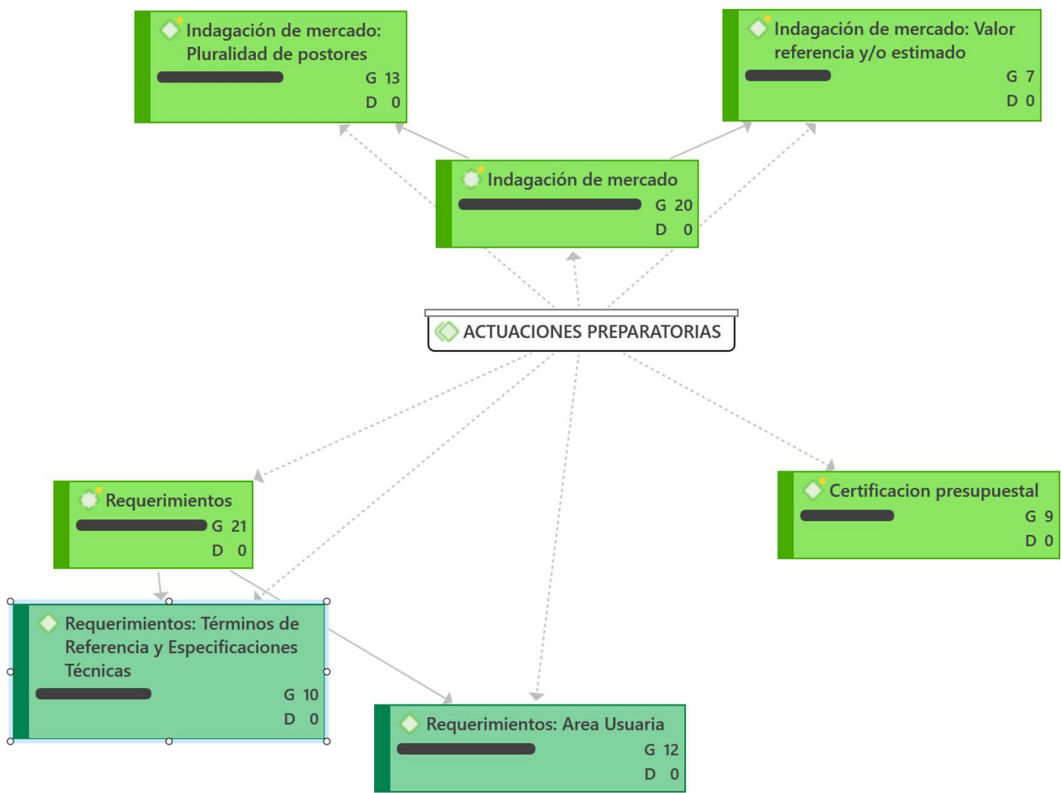 Indagación de mercado:
Pluralidad de postores
G 13
D 0
Indagación de mercado: Valor
referencia y/o estimado
G 7
D 0
Indagación de mercado
G 20
D 0
ACTUACIONES PREPARATORIAS
Requerimientos
G 21
D 0
Certificacion presupuestal
G 9
D 0
Requerimientos: Términos de
Referencia y Especificaciones
Técnicas
G 10
D 0
Requerimientos: Area Usuaria
G 12
D 0